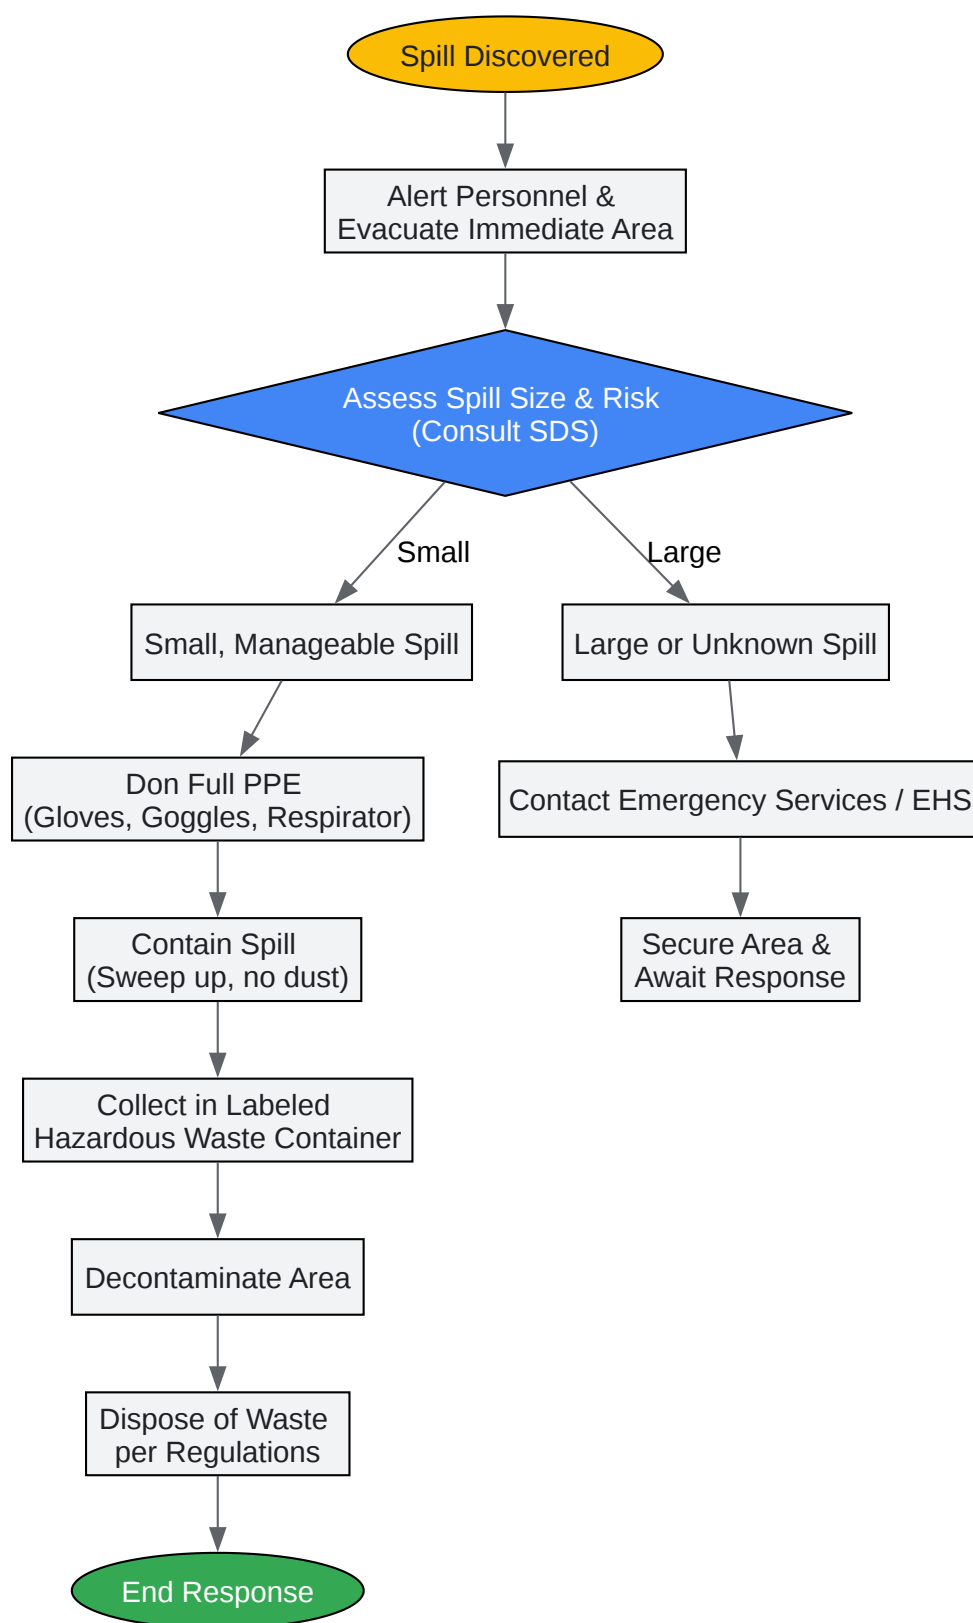 Spill Discovered
Alert Personnel &
Evacuate Immediate Area
Assess Spill Size & Risk
(Consult SDS)
Small
Large
Small, Manageable Spill
Large or Unknown Spill
Don Full PPE
(Gloves, Goggles, Respirator)
Contact Emergency Services / EHS
Contain Spill
(Sweep up, no dust)
Secure Area &
Await Response
Collect in Labeled
Hazardous Waste Container
Decontaminate Area
Dispose of Waste
per Regulations
End Response